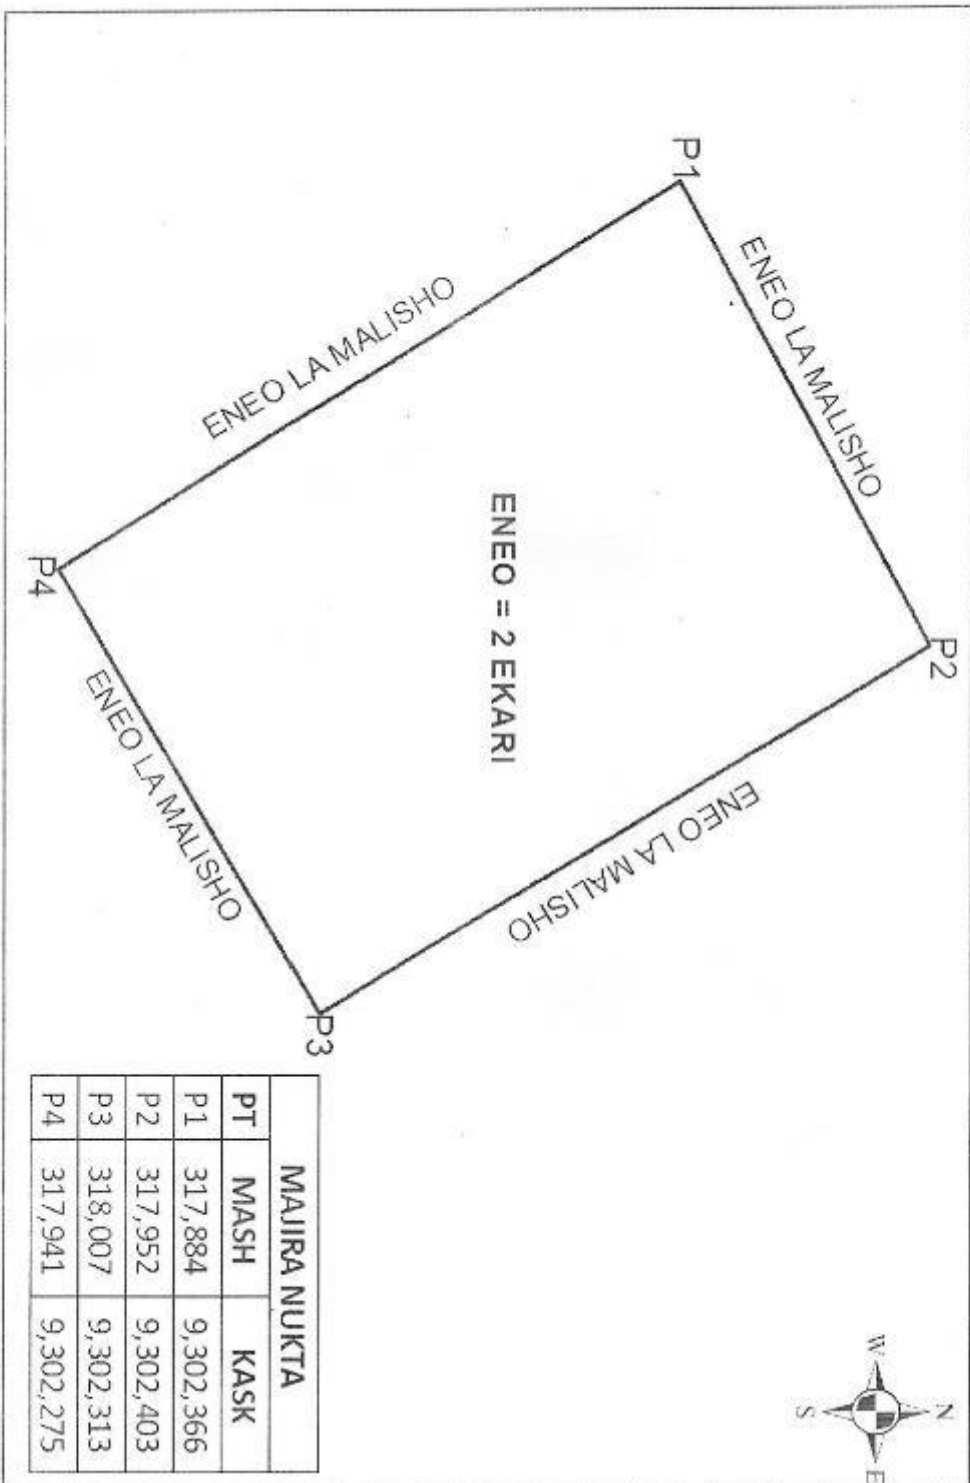 N
W
E
S
P1
P2
P3
P4
ENEO LA MALISHO
ENEO LA MALISHO
ENEO LA MALISHO
ENEO LA MALISHO
ENEO = 2 EKARI
MAJIRA NUKTA
PT MASH KASK
P1 317,884 9,302,366
P2 317,952 9,302,403
P3 318,007 9,302,313
P4 317,941 9,302,275